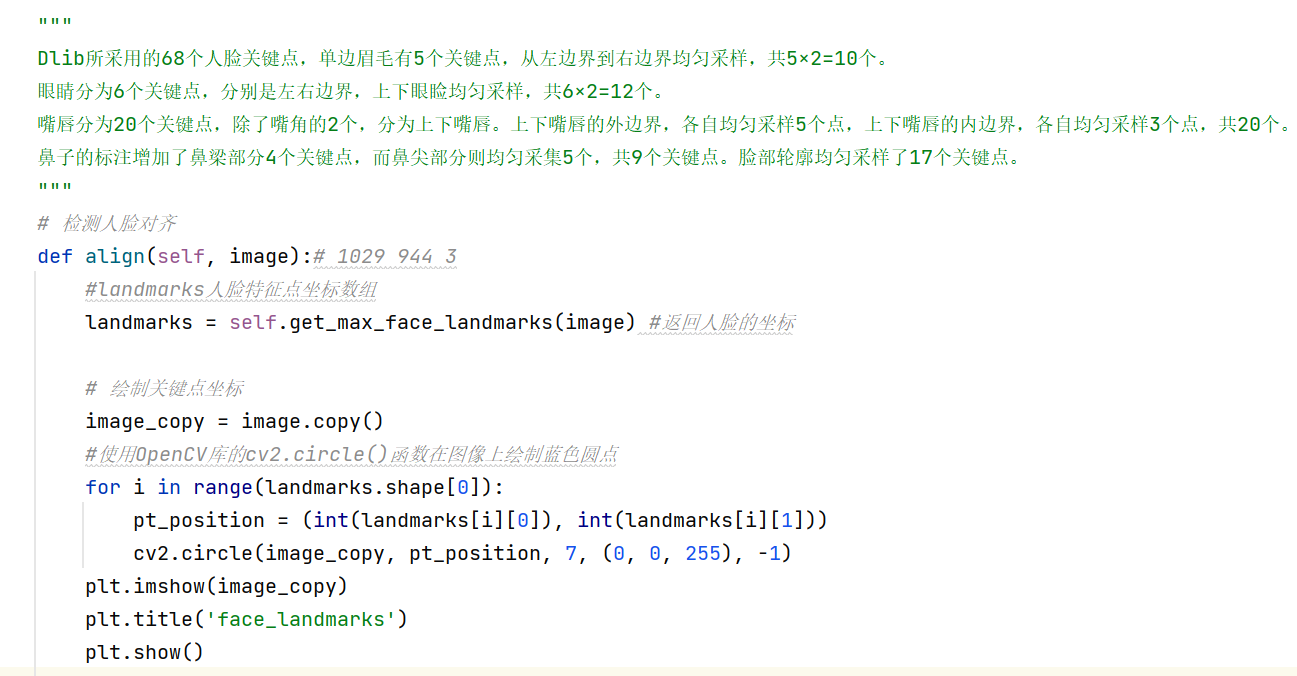 """
Dlib所采用的68个人脸关键点，单边眉毛有5个关键点，从左边界到右边界均匀采样，共5×2=10个。
眼睛分为6个关键点，分别是左右边界，上下眼睑均匀采样，共6×2=12个。
嘴唇分为20个关键点，除了嘴角的2个，分为上下嘴唇。上下嘴唇的外边界，各自均匀采样5个点，上下嘴唇的内边界，各自均匀采样3个点，共20个。
鼻子的标注增加了鼻梁部分4个关键点，而鼻尖部分则均匀采集5个，共9个关键点。脸部轮廓均匀采样了17个关键点。
"""
# 检测人脸对齐
def align(self, image):# 1029 944 3
    #landmarks人脸特征点坐标数组
    landmarks = self.get_max_face_landmarks(image) #返回人脸的坐标
    # 绘制关键点坐标
    image_copy = image.copy()
    #使用OpenCV库的cv2.circle()函数在图像上绘制蓝色圆点
    for i in range(landmarks.shape[0]):
        pt_position = (int(landmarks[i][0]), int(landmarks[i][1]))
        cv2.circle(image_copy, pt_position, 7, (0, 0, 255), -1)
    plt.imshow(image_copy)
    plt.title('face_landmarks')
    plt.show()